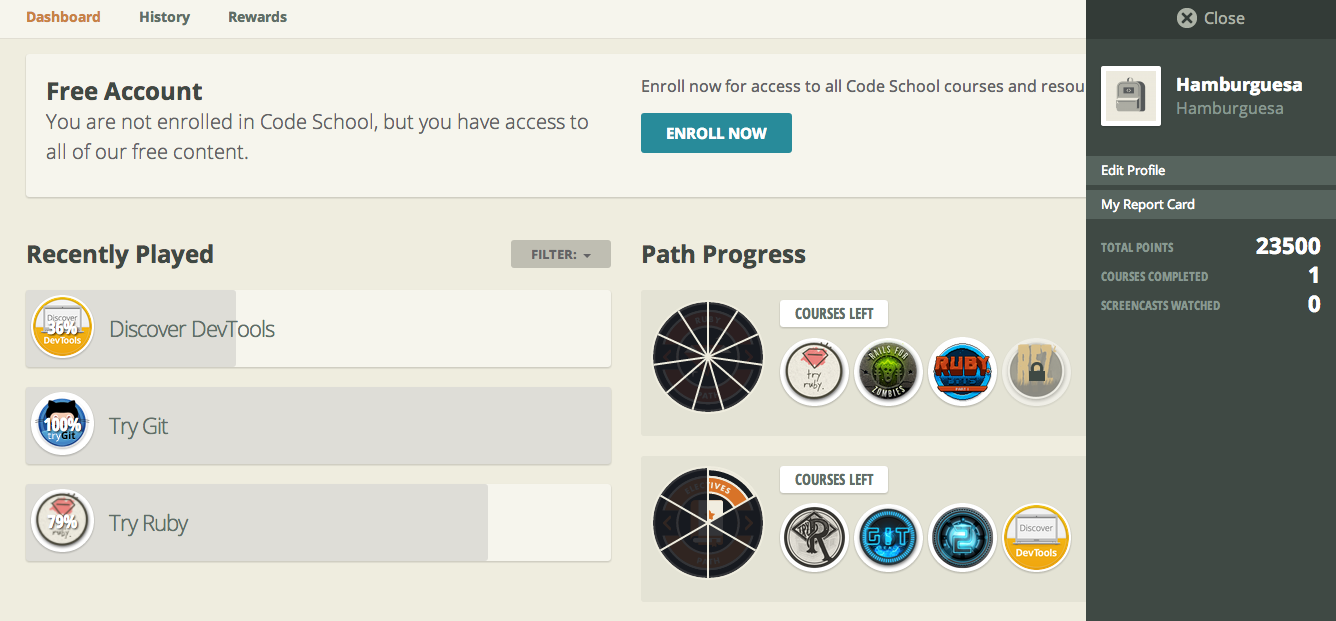 Dashboard
History
Rewards
Close
Free Account
You are not enrolled in Code School, but you have access to
all of our free content.
Enroll now for access to all Code School courses and resou
ENROLL NOW
Hamburguesa
Hamburguesa
Edit Profile
My Report Card
TOTAL POINTS 23500
COURSES COMPLETED 1
SCREENCASTS WATCHED 0
Recently Played
FILTER:
Discover
36%
DevTools
Discover DevTools
100%
tryGit
Try Git
79%
ruby.
Try Ruby
Path Progress
COURSES LEFT
try
ruby.
RAILS FOR
ZOMBIES
RUBY
COURSES LEFT
GIT
2
Discover
DevTools